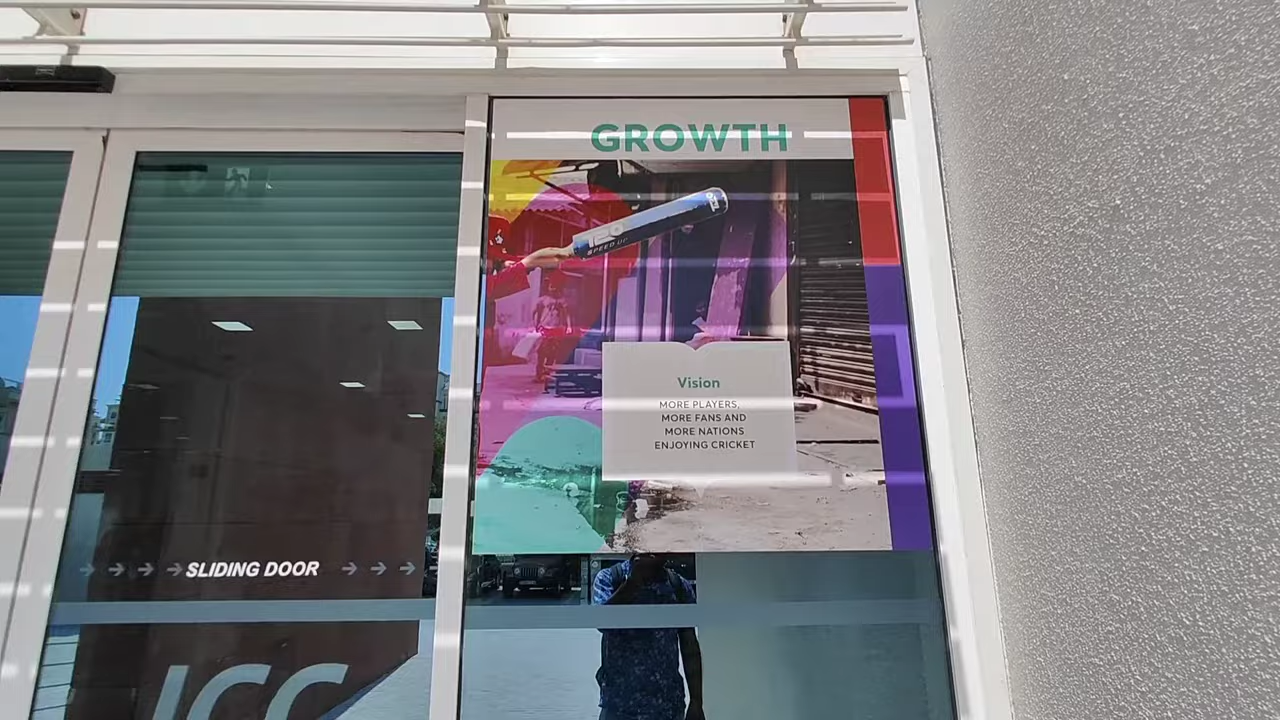 GROWTH
SPEED UP
Vision
MORE PLAYERS,
MORE FANS AND
MORE NATIONS
ENJOYING CRICKET
SLIDING DOOR
ICC